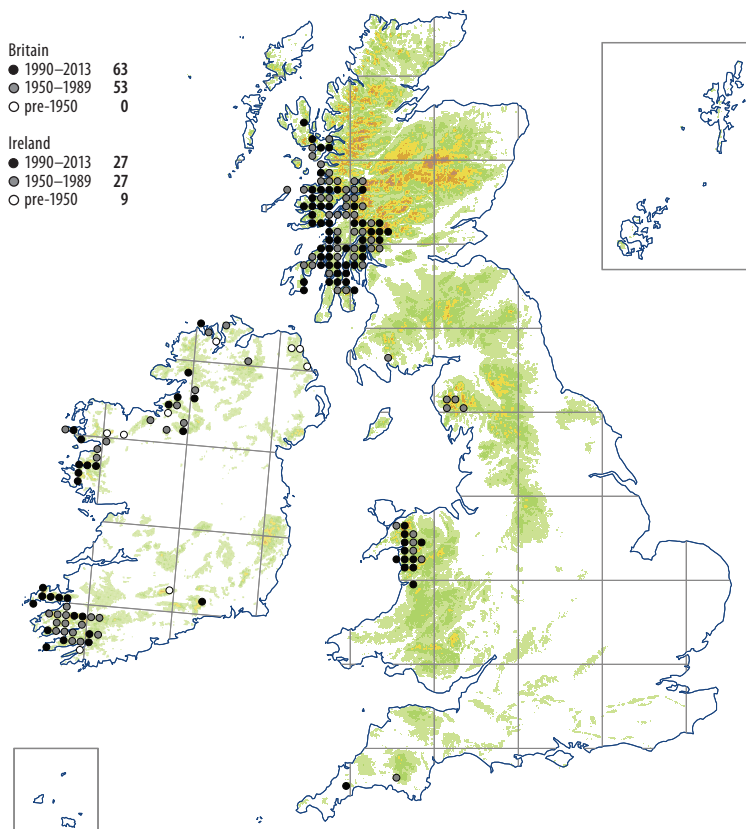 Britain
● 1990–2013 63
● 1950–1989 53
○ pre-1950 0
Ireland
● 1990–2013 27
● 1950–1989 27
○ pre-1950 9